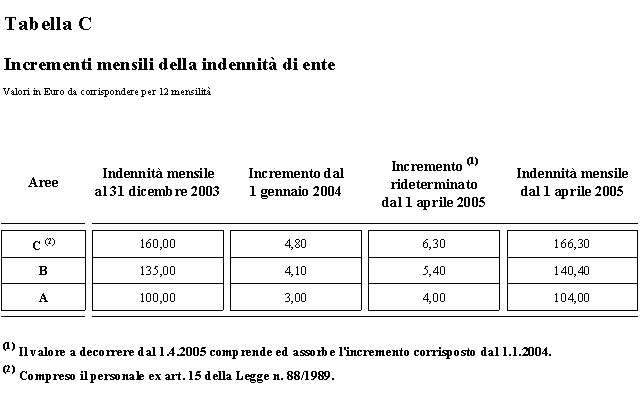 Tabella C
Incrementi mensili della indennità di ente
Valori in Euro da corrispondere per 12 mensilità
Aree
Indennità mensile
al 31 dicembre 2003
Incremento dal
1 gennaio 2004
Incremento (1)
rideterminato
dal 1 aprile 2005
Indennità mensile
dal 1 aprile 2005
C (2) 160,00 4,80 6,30 166,30
B 135,00 4,10 5,40 140,40
A 100,00 3,00 4,00 104,00
(1) Il valore a decorrere dal 1.4.2005 comprende ed assorbe l'incremento corrisposto dal 1.1.2004.
(2) Compreso il personale ex art. 15 della Legge n. 88/1989.